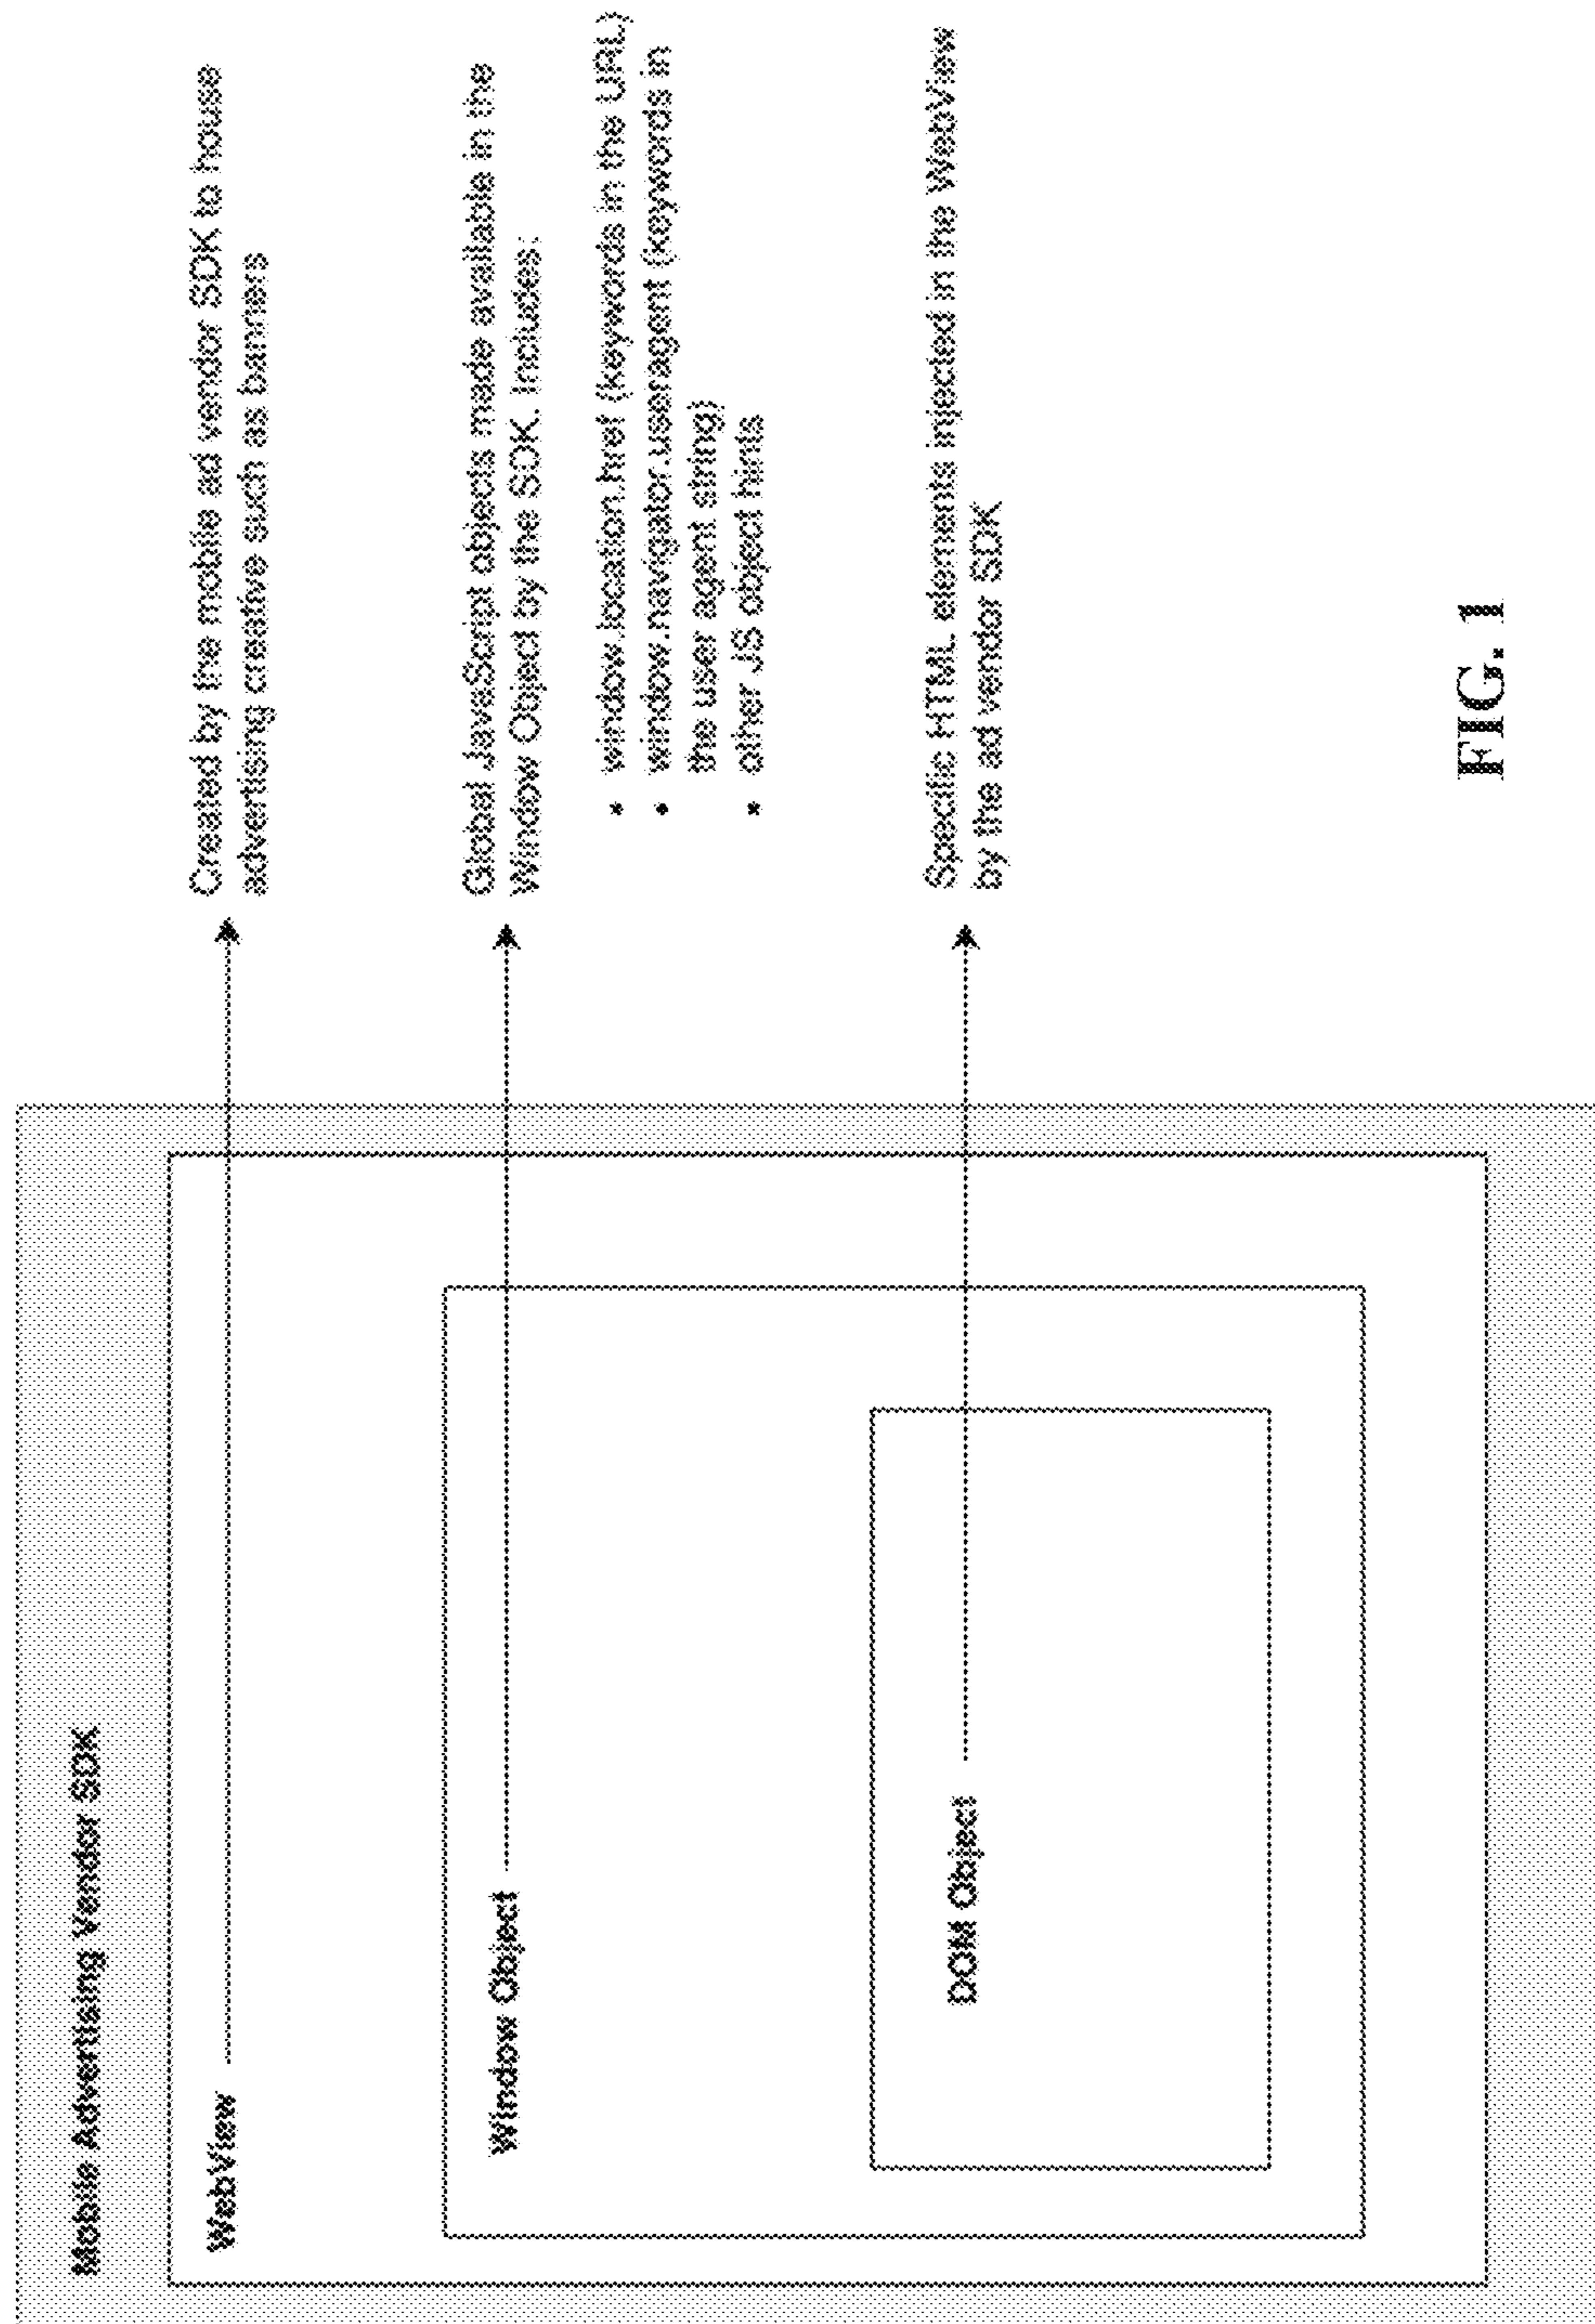 Mobile Advertising Vendor SDK
WebView
Created by the mobile ad vendor SDK to house
advertising creative such as banners
Window Object
Global JavaScript objects made available in the
Window Object by the SDK. Includes:
• window.location.href (keywords in the URL)
• window.navigator.useragent (keywords in
the user agent string)
• other JS object hints
DOM Object
Specific HTML elements injected in the WebView
by the ad vendor SDK
FIG. 1